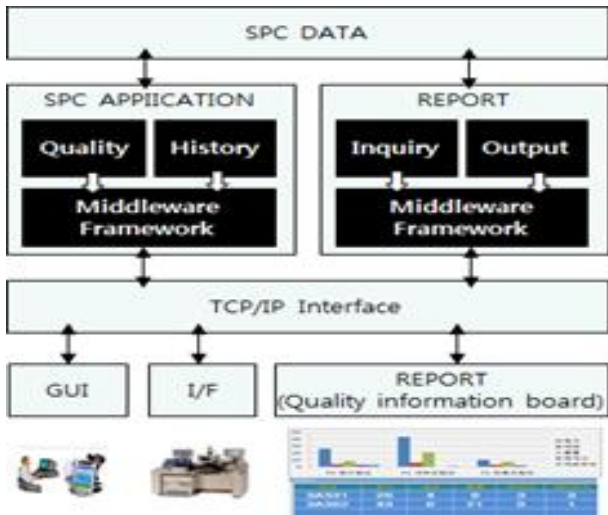 SPC DATA
SPC APPIICATION
Quality
History
Middleware
Framework
REPORT
Inquiry
Output
Middleware
Framework
TCP/IP Interface
GUI
I/F
REPORT
(Quality information board)